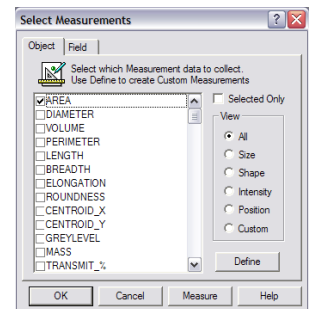 Select Measurements
Object Field
Select which Measurement data to collect.
Use Define to create Custom Measurements
AREA
DIAMETER
VOLUME
PERIMETER
LENGTH
BREADTH
ELONGATION
ROUNDNESS
CENTROID_X
CENTROID_Y
GREYLEVEL
MASS
TRANSMIT_%
Selected Only
View
All
Size
Shape
Intensity
Position
Custom
Define
OK Cancel Measure Help